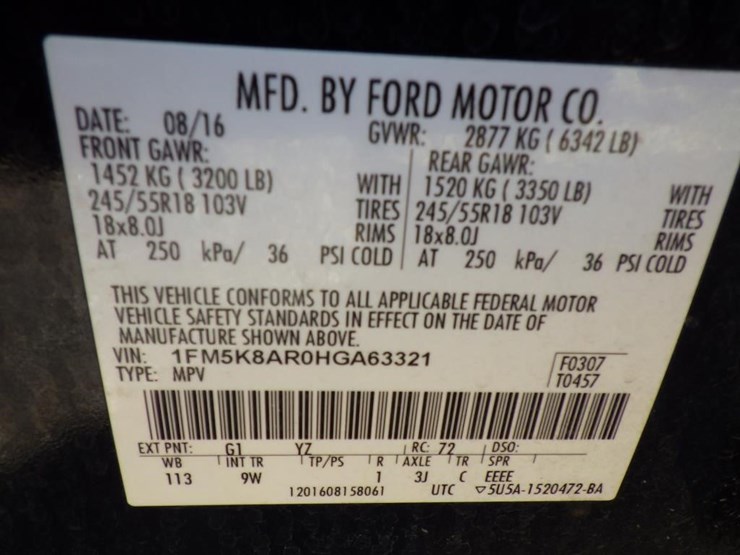 MFD. BY FORD MOTOR CO.
DATE: 08/16 GVWR: 2877 KG ( 6342 LB)
FRONT GAWR: REAR GAWR:
1452 KG ( 3200 LB) WITH 1520 KG ( 3350 LB) WITH
245/55R18 103V TIRES 245/55R18 103V TIRES
18x8.0J RIMS 18x8.0J RIMS
AT 250 kPa/ 36 PSI COLD AT 250 kPa/ 36 PSI COLD
THIS VEHICLE CONFORMS TO ALL APPLICABLE FEDERAL MOTOR
VEHICLE SAFETY STANDARDS IN EFFECT ON THE DATE OF
MANUFACTURE SHOWN ABOVE.
VIN: 1FM5K8AR0HGA63321 F0307
TYPE: MPV T0457
EXT PNT: G1 YZ RC: 72 DSO:
WB INT TR TP/PS R AXLE TR SPR
113 9W 1 3J C EEEE
1201608158061 UTC ▽5U5A-1520472-BA